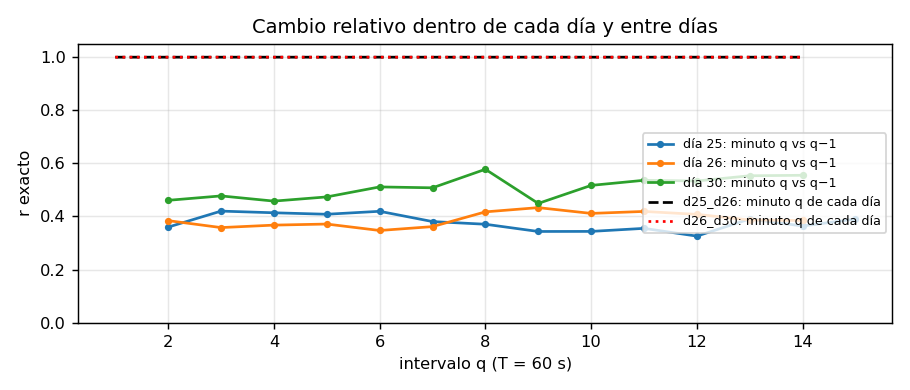 Cambio relativo dentro de cada día y entre días
r exacto
1.0
0.8
0.6
0.4
0.2
0.0
día 25: minuto q vs q−1
día 26: minuto q vs q−1
día 30: minuto q vs q−1
d25_d26: minuto q de cada día
d26_d30: minuto q de cada día
2 4 6 8 10 12 14
intervalo q (T = 60 s)